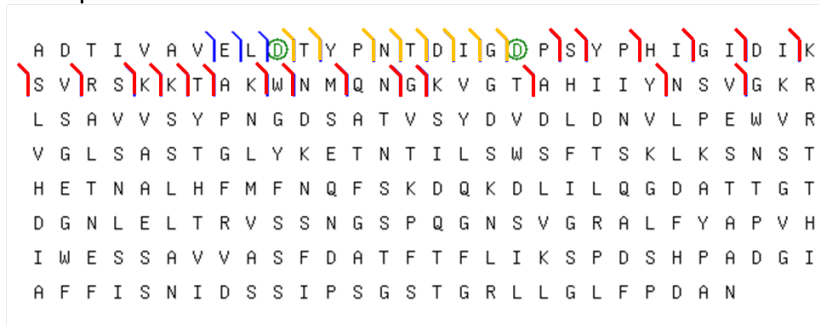 A D T I V A V E L D T Y P N T D I G D P S Y P H I G I D I K
S V R S K K T A K W N M Q N G K V G T A H I I Y N S V G K R
L S A V V S Y P N G D S A T V S Y D V D L D N V L P E W V R
V G L S A S T G L Y K E T N T I L S W S F T S K L K S N S T
H E T N A L H F M F N Q F S K D Q K D L I L Q G D A T T G T
D G N L E L T R V S S N G S P Q G N S V G R A L F Y A P V H
I W E S S A V V A S F D A T F T F L I K S P D S H P A D G I
A F F I S N I D S S I P S G S T G R L L G L F P D A N